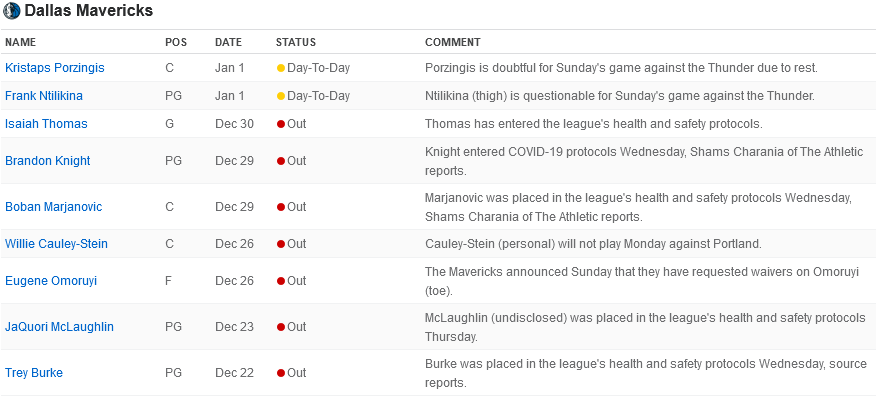 Dallas Mavericks
NAME POS DATE STATUS COMMENT
Kristaps Porzingis C Jan 1 Day-To-Day Porzingis is doubtful for Sunday's game against the Thunder due to rest.
Frank Ntilikina PG Jan 1 Day-To-Day Ntilikina (thigh) is questionable for Sunday's game against the Thunder.
Isaiah Thomas G Dec 30 Out Thomas has entered the league's health and safety protocols.
Brandon Knight PG Dec 29 Out Knight entered COVID-19 protocols Wednesday, Shams Charania of The Athletic
reports.
Boban Marjanovic C Dec 29 Out Marjanovic was placed in the league's health and safety protocols Wednesday,
Shams Charania of The Athletic reports.
Willie Cauley-Stein C Dec 26 Out Cauley-Stein (personal) will not play Monday against Portland.
Eugene Omoruyi F Dec 26 Out The Mavericks announced Sunday that they have requested waivers on Omoruyi
(toe).
JaQuori McLaughlin PG Dec 23 Out McLaughlin (undisclosed) was placed in the league's health and safety protocols
Thursday.
Trey Burke PG Dec 22 Out Burke was placed in the league's health and safety protocols Wednesday, source
reports.